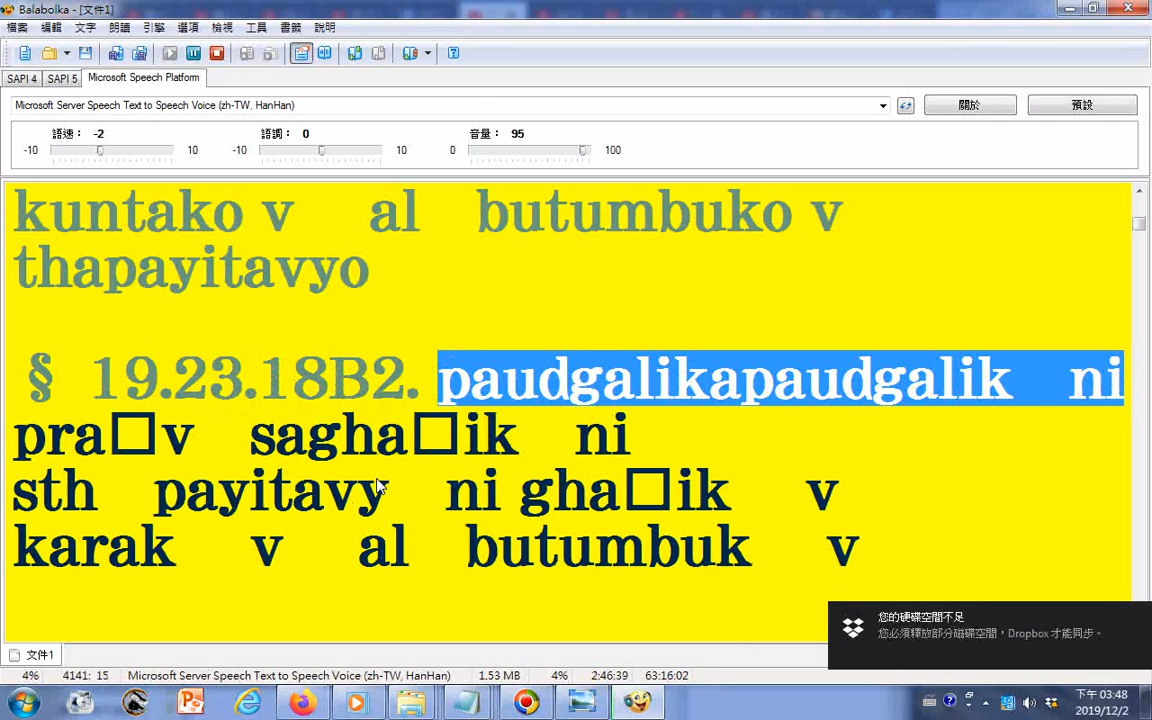 Balabolka - [文件1]
檔案 編輯 文字 朗讀 引擎 選項 檢視 工具 書籤 說明
SAPI 4 SAPI 5 Microsoft Speech Platform
Microsoft Server Speech Text to Speech Voice (zh-TW, HanHan)
關於 預設
語速： -2 語調： 0 音量： 95
-10 10 -10 10 0 100
kuntako v al butumbuko v
thapayitavyo
§ 19.23.18B2. paudgalikapaudgalik ni
pra□v sagha□ik ni
sth payitavy ni gha□ik v
karak v al butumbuk v
您的硬碟空間不足
您必須釋放部分磁碟空間，Dropbox 才能同步。
文件1
4% 4141: 15 Microsoft Server Speech Text to Speech Voice (zh-TW, HanHan) 1.53 MB 4% 2:46:39 63:16:02
下午 03:48
2019/12/2